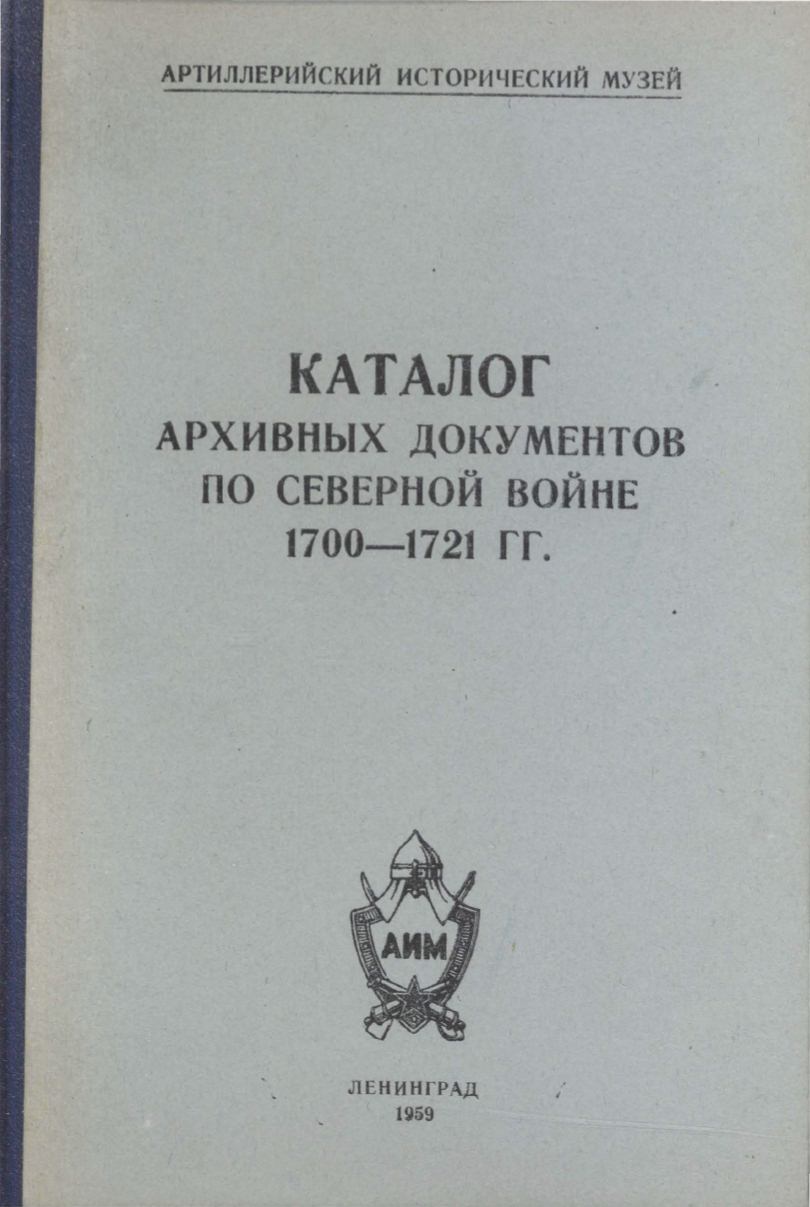 АРТИЛЛЕРИЙСКИЙ ИСТОРИЧЕСКИЙ МУЗЕЙ
КАТАЛОГ
АРХИВНЫХ ДОКУМЕНТОВ
ПО СЕВЕРНОЙ ВОЙНЕ
1700—1721 ГГ.
АИМ
ЛЕНИНГРАД
1959